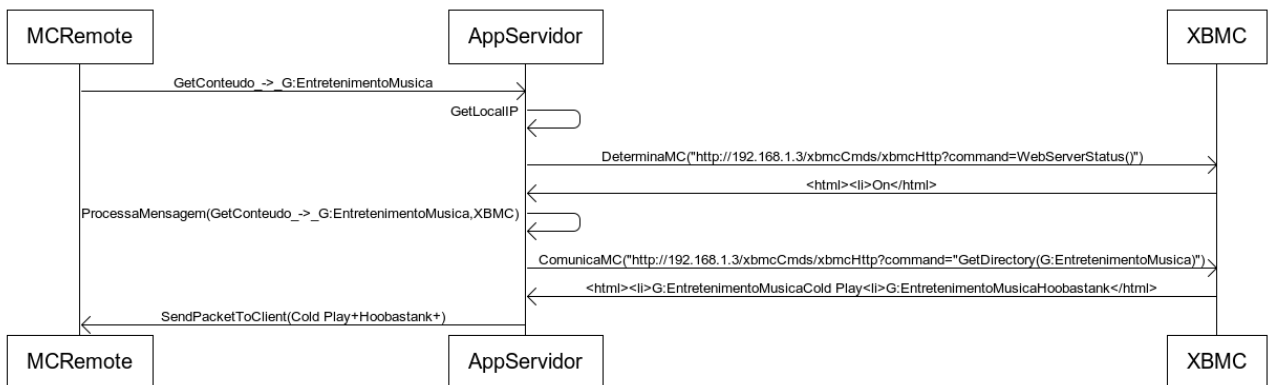 MCRemote
AppServidor
XBMC
GetConteudo_->_G:EntretenimentoMusica
GetLocalIP
DeterminaMC("http://192.168.1.3/xbmcCmds/xbmcHttp?command=WebServerStatus()")
<html><li>On</html>
ProcessaMensagem(GetConteudo_->_G:EntretenimentoMusica,XBMC)
ComunicaMC("http://192.168.1.3/xbmcCmds/xbmcHttp?command="GetDirectory(G:EntretenimentoMusica)")
<html><li>G:EntretenimentoMusicaCold Play<li>G:EntretenimentoMusicaHoobastank</html>
SendPacketToClient(Cold Play+Hoobastank+)
MCRemote
AppServidor
XBMC